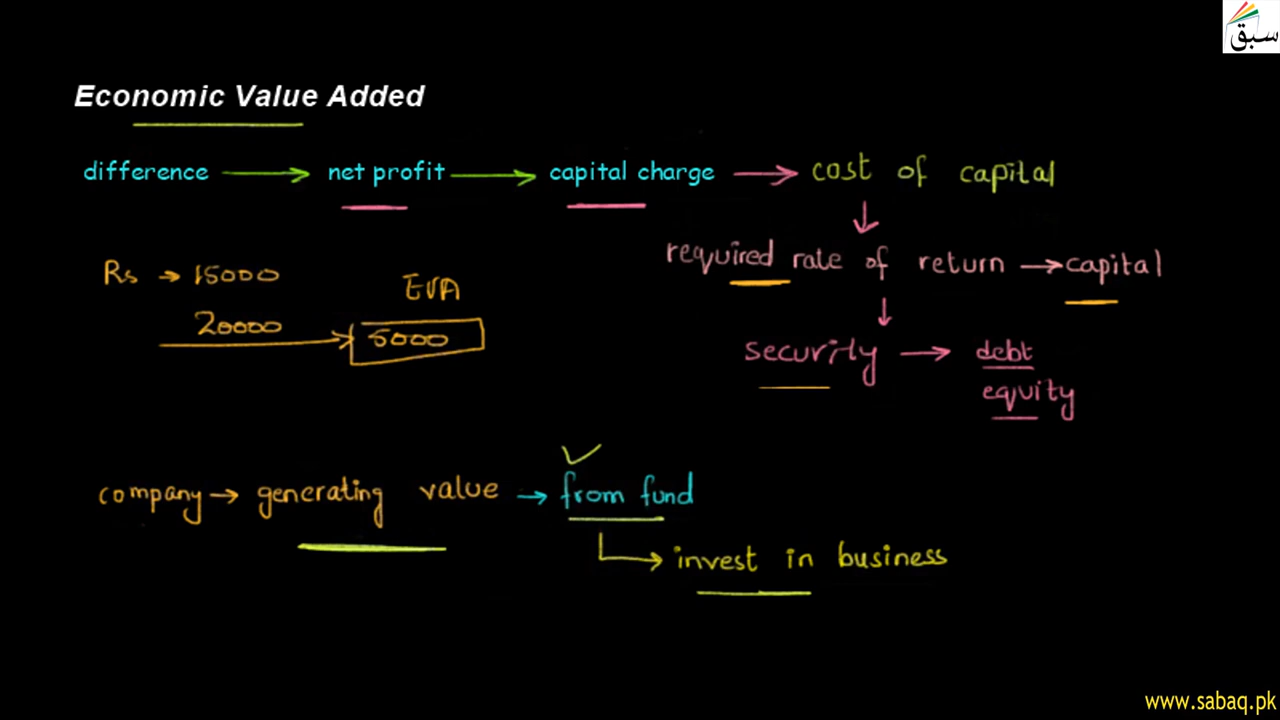 سبق
Economic Value Added
difference → net profit → capital charge → cost of capital
required rate of return → capital
Rs → 15000
EVA
20000 → 5000
security → debt
equity
company → generating value → from fund
invest in business
www.sabaq.pk